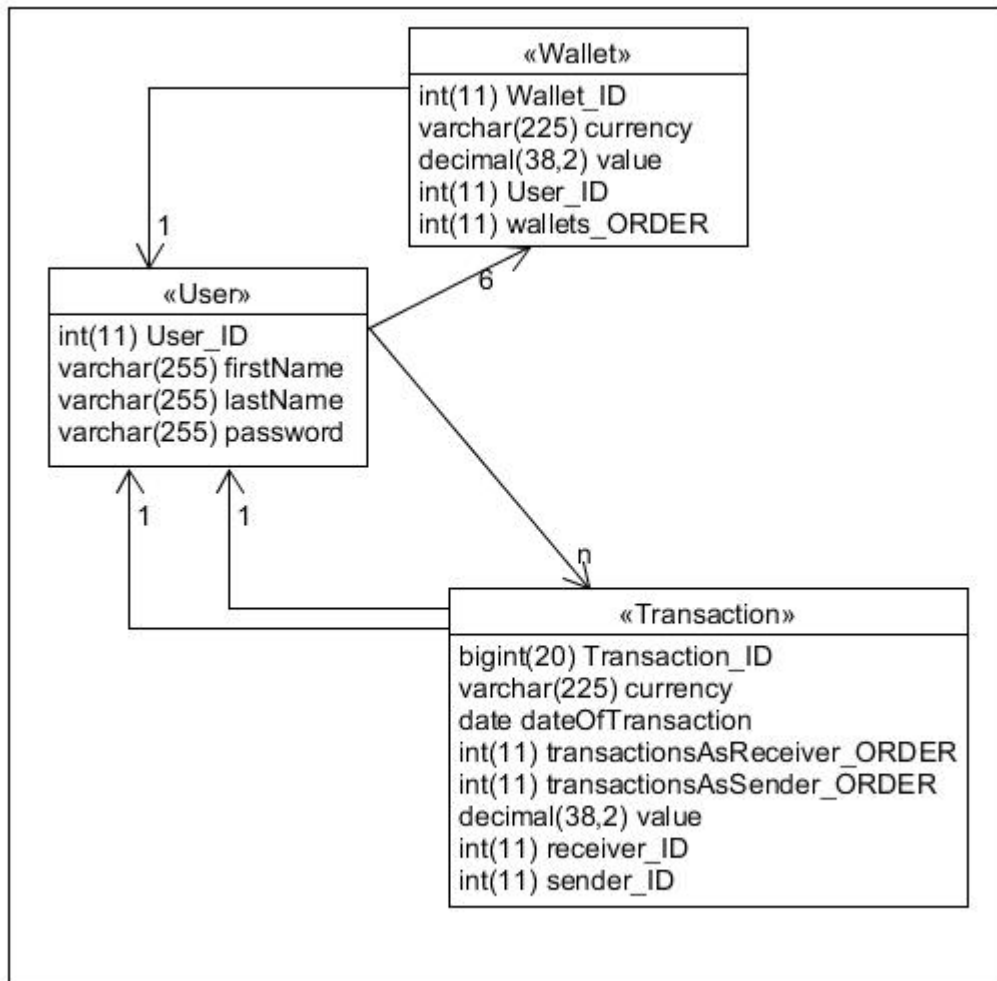 «Wallet»
int(11) Wallet_ID
varchar(225) currency
decimal(38,2) value
int(11) User_ID
int(11) wallets_ORDER
1
6
«User»
int(11) User_ID
varchar(255) firstName
varchar(255) lastName
varchar(255) password
1
1
n
«Transaction»
bigint(20) Transaction_ID
varchar(225) currency
date dateOfTransaction
int(11) transactionsAsReceiver_ORDER
int(11) transactionsAsSender_ORDER
decimal(38,2) value
int(11) receiver_ID
int(11) sender_ID